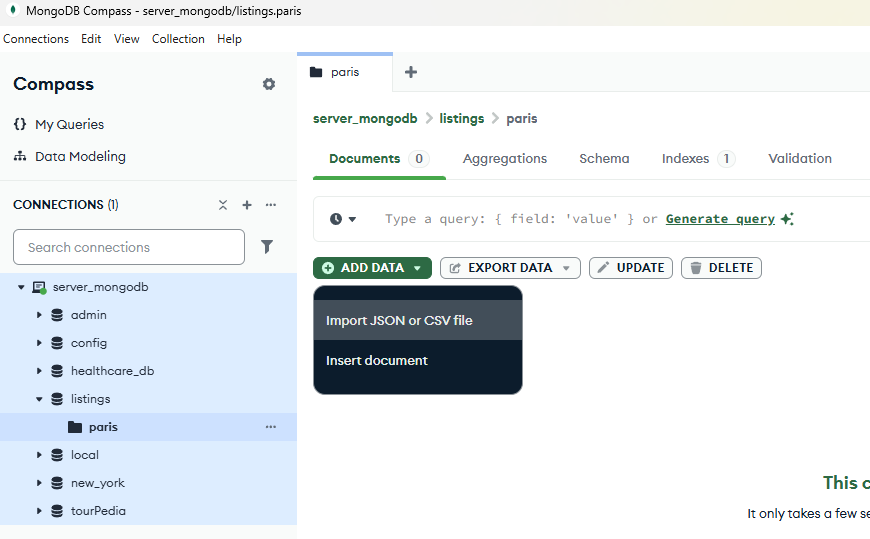 MongoDB Compass - server_mongodb/listings.paris
Connections Edit View Collection Help
Compass
My Queries
Data Modeling
CONNECTIONS (1)
Search connections
server_mongodb
admin
config
healthcare_db
listings
paris
local
new_york
tourPedia
paris
server_mongodb > listings > paris
Documents 0 Aggregations Schema Indexes 1 Validation
Type a query: { field: 'value' } or Generate query
ADD DATA EXPORT DATA UPDATE DELETE
Import JSON or CSV file
Insert document
This
It only takes a few